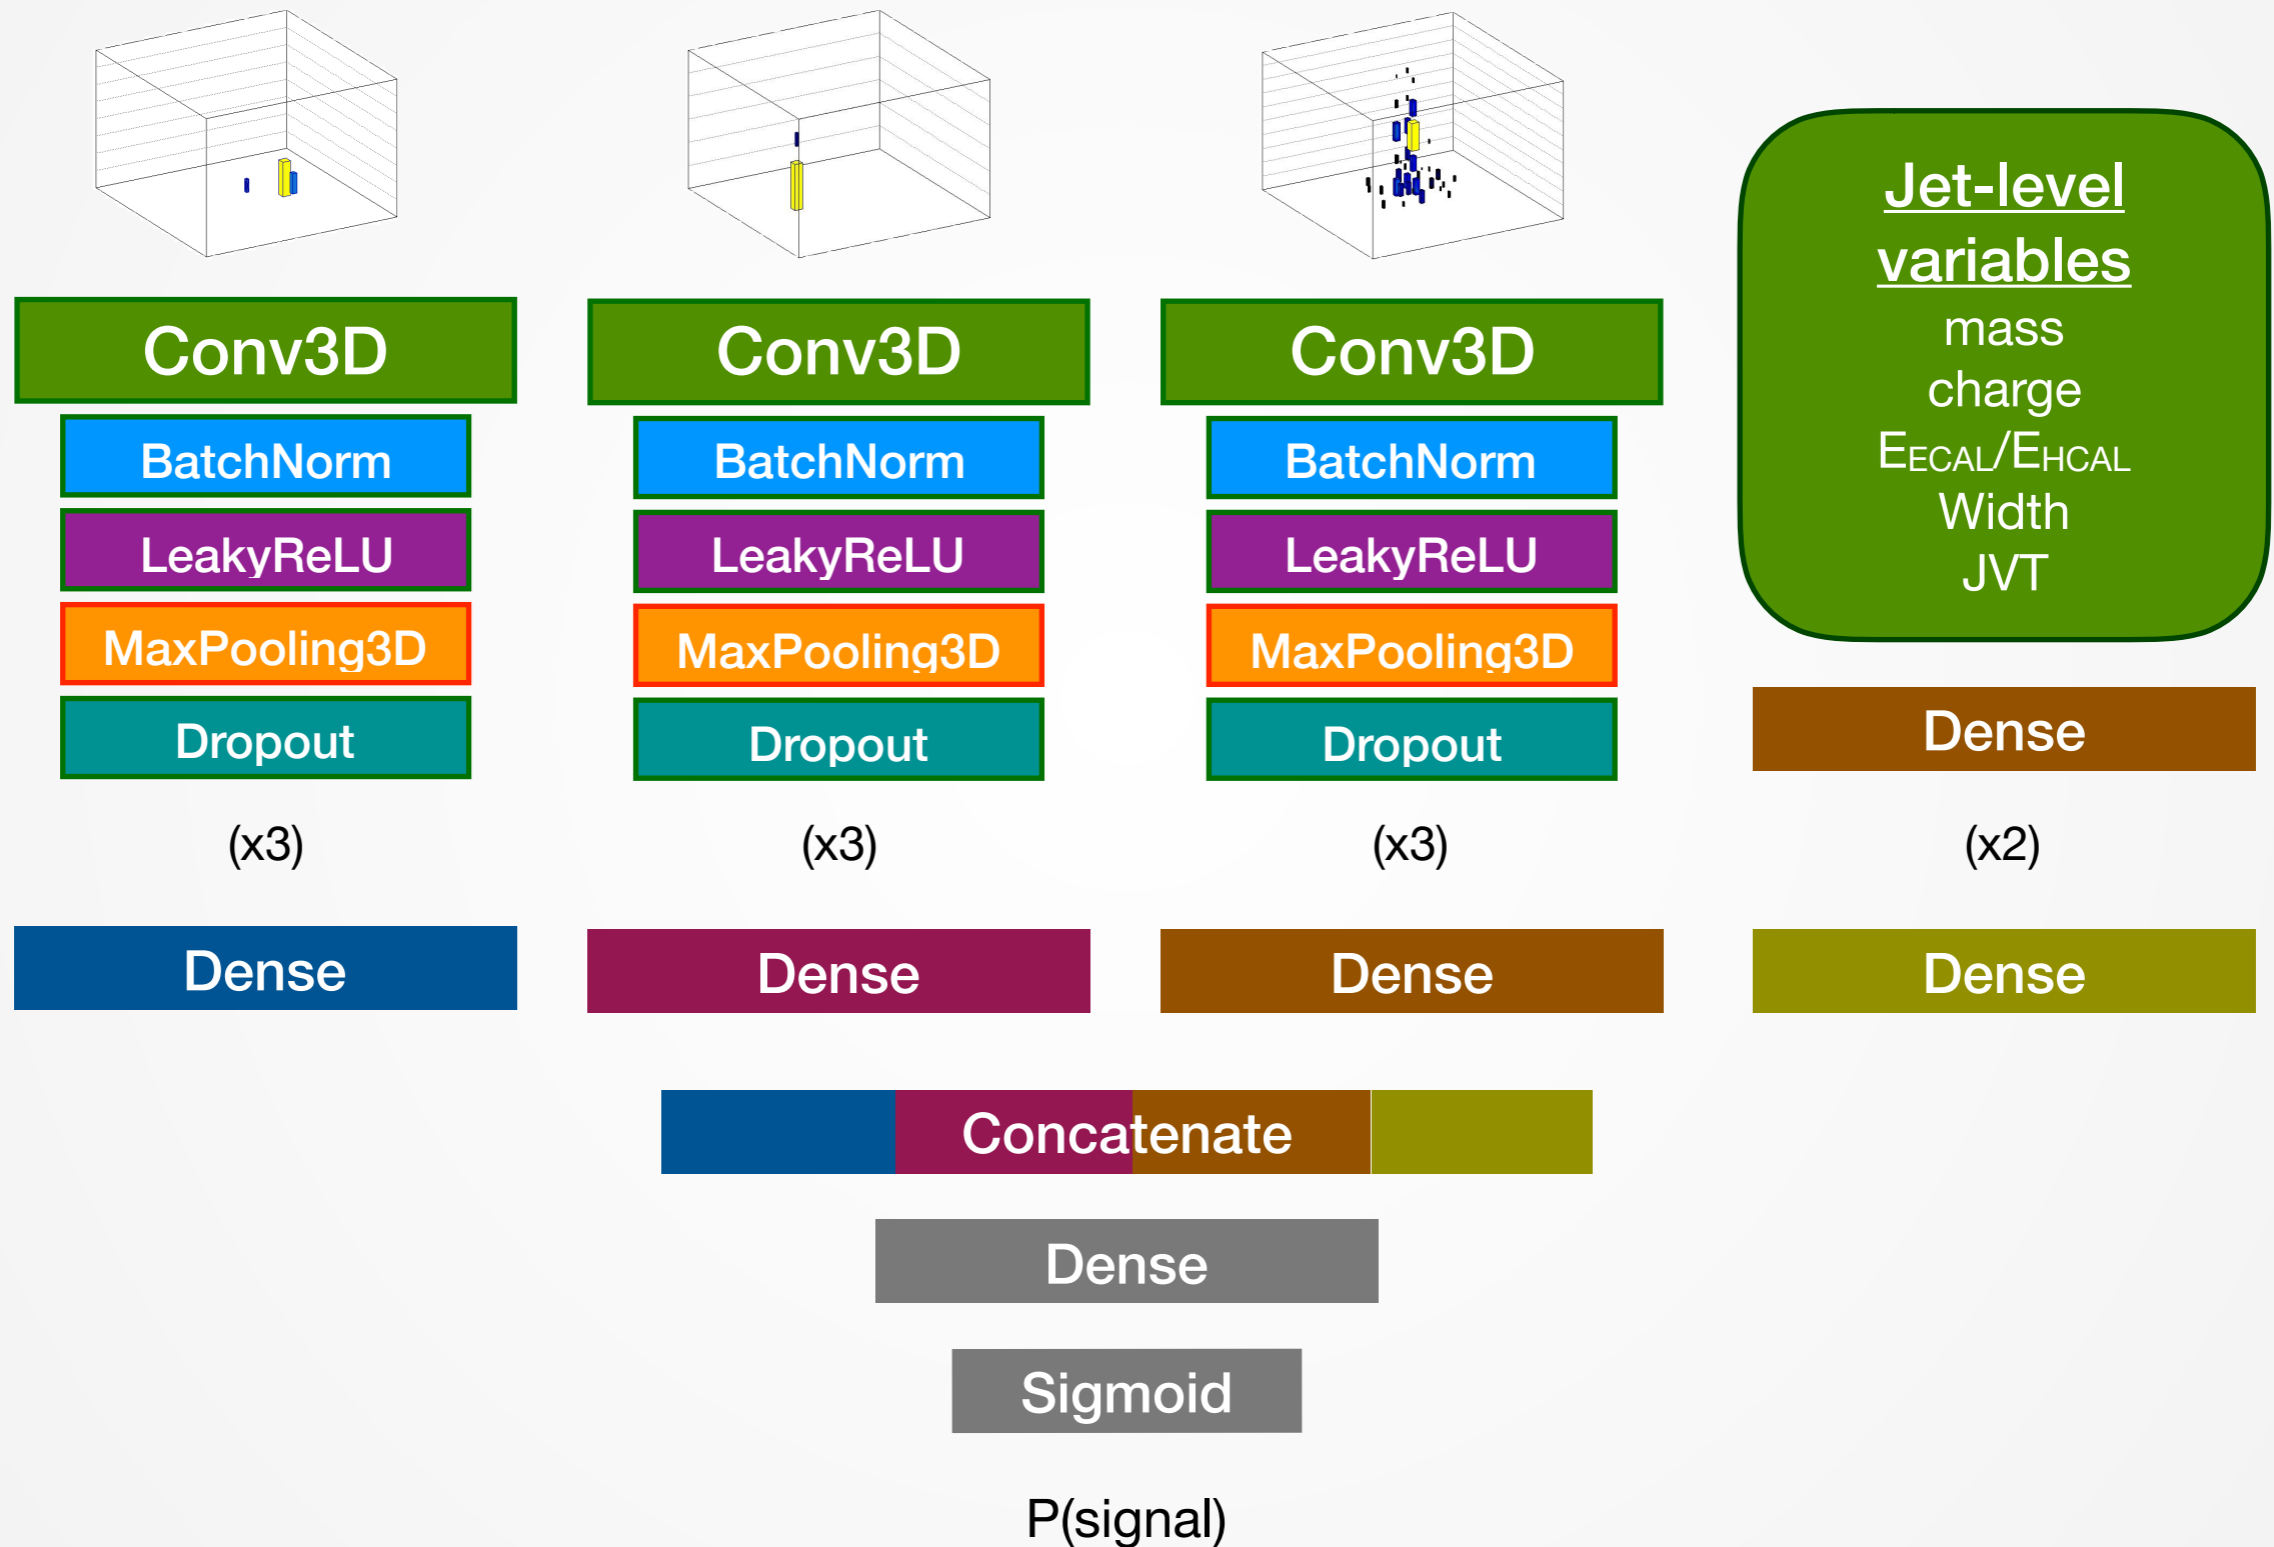 Conv3D
BatchNorm
LeakyReLU
MaxPooling3D
Dropout
(x3)
Dense
Conv3D
BatchNorm
LeakyReLU
MaxPooling3D
Dropout
(x3)
Dense
Conv3D
BatchNorm
LeakyReLU
MaxPooling3D
Dropout
(x3)
Dense
Jet-level
variables
mass
charge
EECAL/EHCAL
Width
JVT
Dense
(x2)
Dense
Concatenate
Dense
Sigmoid
P(signal)